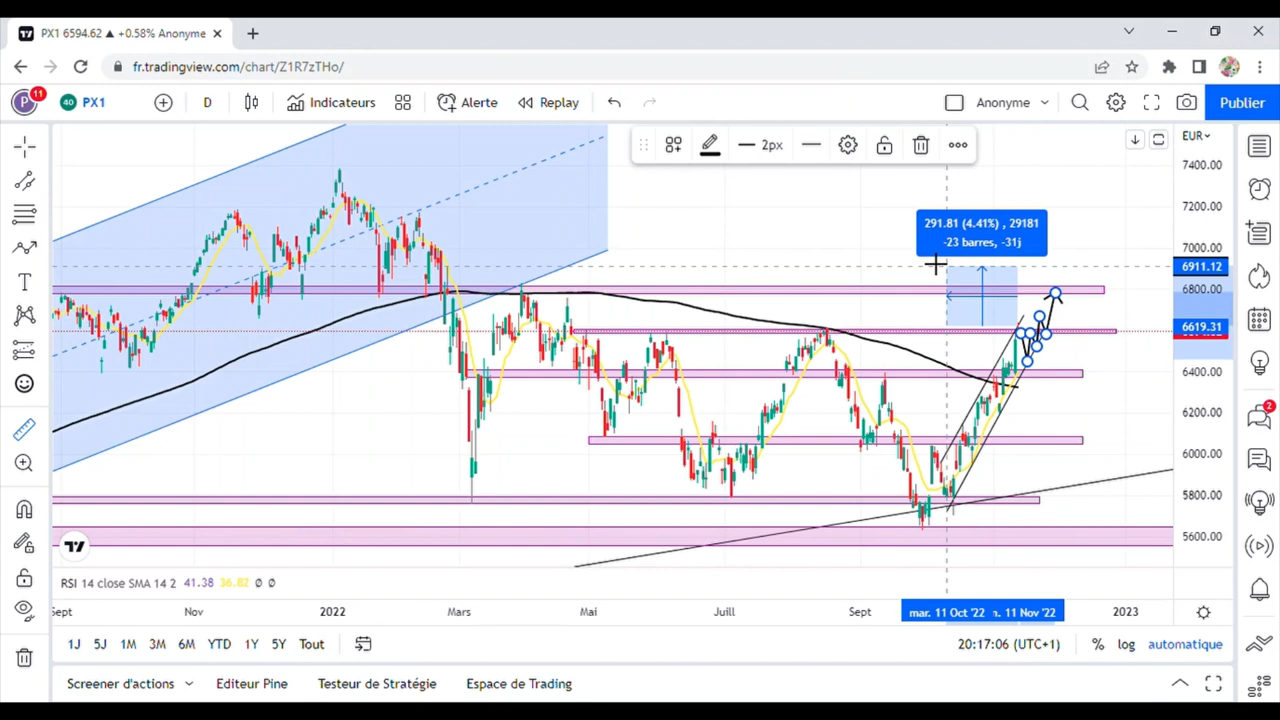 PX1 6594.62 ▲ +0.58% Anonyme
fr.tradingview.com/chart/Z1R7zTHo/
P 11 40 PX1 D Indicateurs Alerte Replay Anonyme Publier
2px
EUR
7400.00
7200.00
7000.00
6911.12
6800.00
6619.31
6400.00
6200.00
6000.00
5800.00
5600.00
291.81 (4.41%) , 29181
-23 barres, -31j
2
RSI 14 close SMA 14 2 41.38 36.82 Ø Ø
Sept Nov 2022 Mars Mai Juill Sept mar. 11 Oct '22 n. 11 Nov '22 2023
1J 5J 1M 3M 6M YTD 1Y 5Y Tout 20:17:06 (UTC+1) % log automatique
Screener d'actions Editeur Pine Testeur de Stratégie Espace de Trading